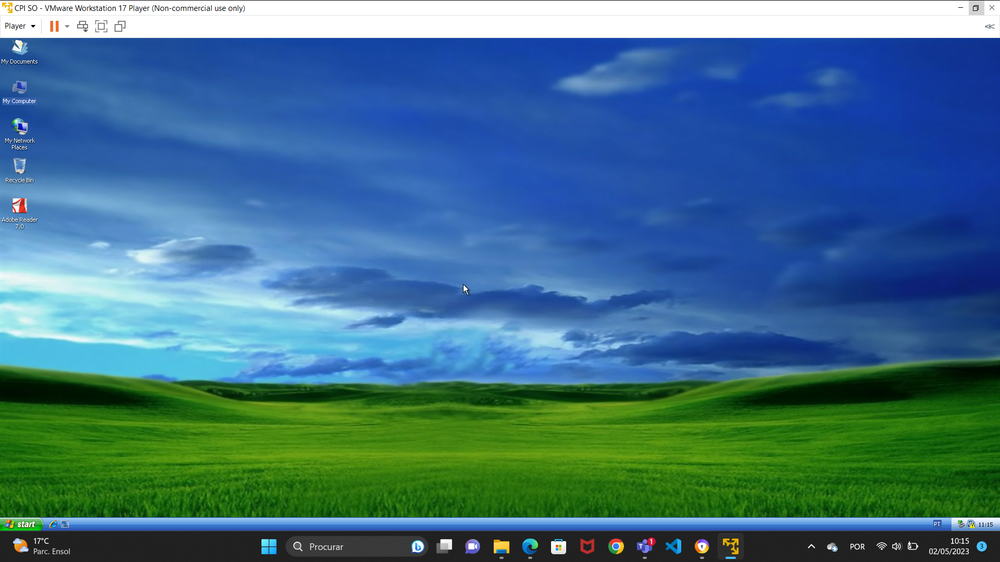 CPI SO - VMware Workstation 17 Player (Non-commercial use only)
Player
My Documents
My Computer
My Network
Places
Recycle Bin
Adobe Reader
7.0
start
PT
11:15
17°C
Parc. Ensol
Procurar
1
POR
10:15
02/05/2023
3